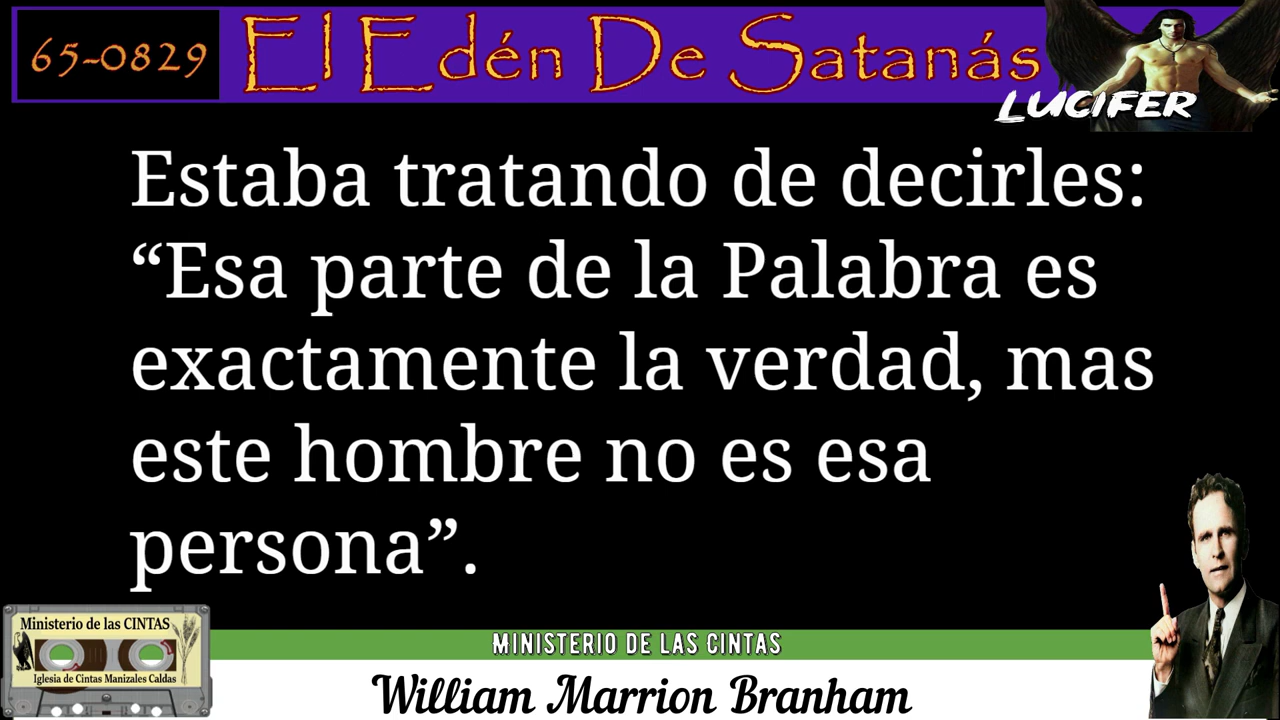 65-0829
El Edén De Satanás
LUCIFER
Estaba tratando de decirles:
“Esa parte de la Palabra es
exactamente la verdad, mas
este hombre no es esa
persona”.
Ministerio de las CINTAS
Iglesia de Cintas Manizales Caldas
MINISTERIO DE LAS CINTAS
William Marrion Branham